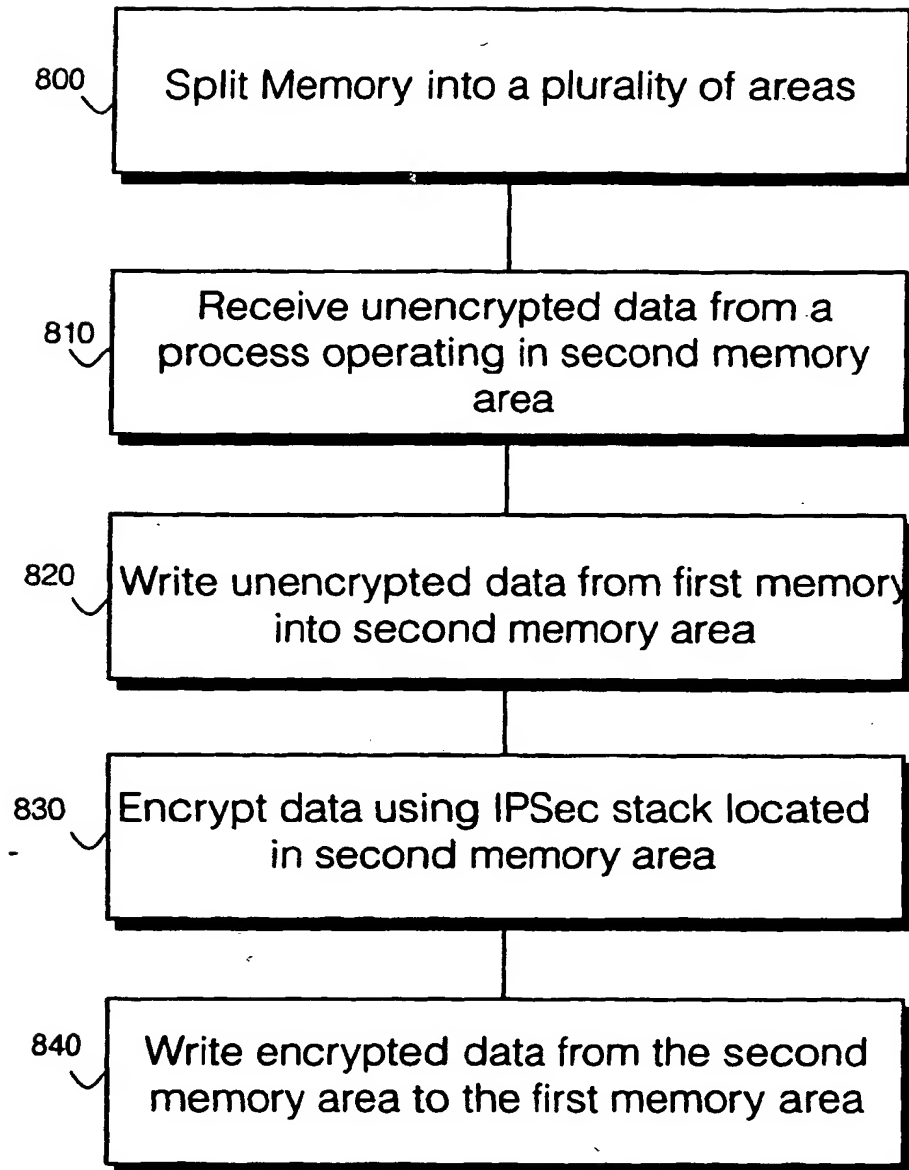 800
Split Memory into a plurality of areas
810
Receive unencrypted data from a
process operating in second memory
area
820
Write unencrypted data from first memory
into second memory area
830
Encrypt data using IPSec stack located
in second memory area
840
Write encrypted data from the second
memory area to the first memory area